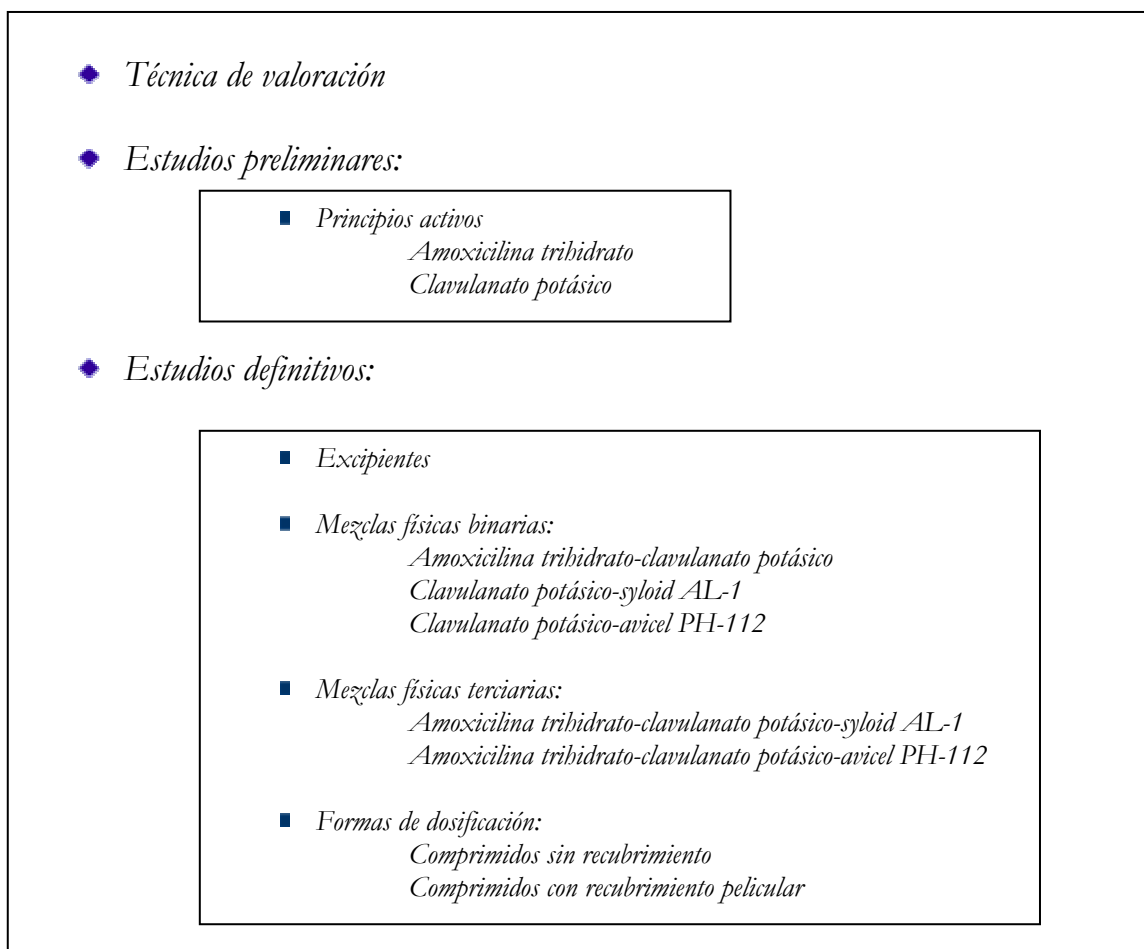 Técnica de valoración
Estudios preliminares:
Principios activos
Amoxicilina trihidrato
Clavulanato potásico
Estudios definitivos:
Excipientes
Mezclas físicas binarias:
Amoxicilina trihidrato-clavulanato potásico
Clavulanato potásico-syloid AL-1
Clavulanato potásico-avicel PH-112
Mezclas físicas terciarias:
Amoxicilina trihidrato-clavulanato potásico-syloid AL-1
Amoxicilina trihidrato-clavulanato potásico-avicel PH-112
Formas de dosificación:
Comprimidos sin recubrimiento
Comprimidos con recubrimiento pelicular